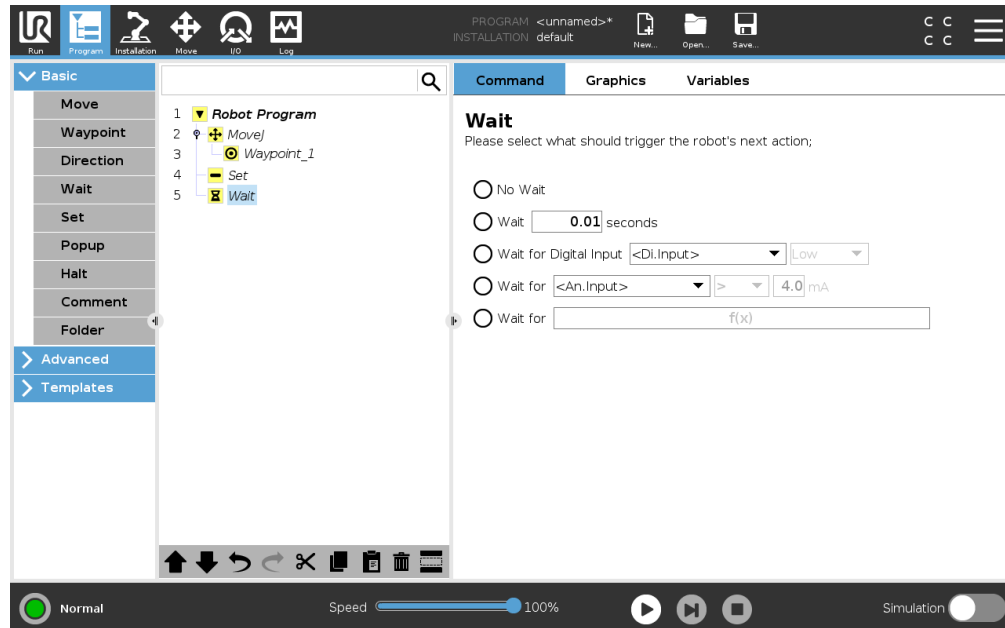 PROGRAM <unnamed>*
INSTALLATION default
UR
Run
Program
Installation
Move
I/O
Log
New...
Open...
Save...
C C
C C
Basic
Move
Waypoint
Direction
Wait
Set
Popup
Halt
Comment
Folder
Advanced
Templates
1 Robot Program
2 MoveJ
3 Waypoint_1
4 Set
5 Wait
Command Graphics Variables
Wait
Please select what should trigger the robot's next action;
No Wait
Wait 0.01 seconds
Wait for Digital Input <Di.Input> Low
Wait for <An.Input> > 4.0 mA
Wait for f(x)
Normal
Speed 100%
Simulation